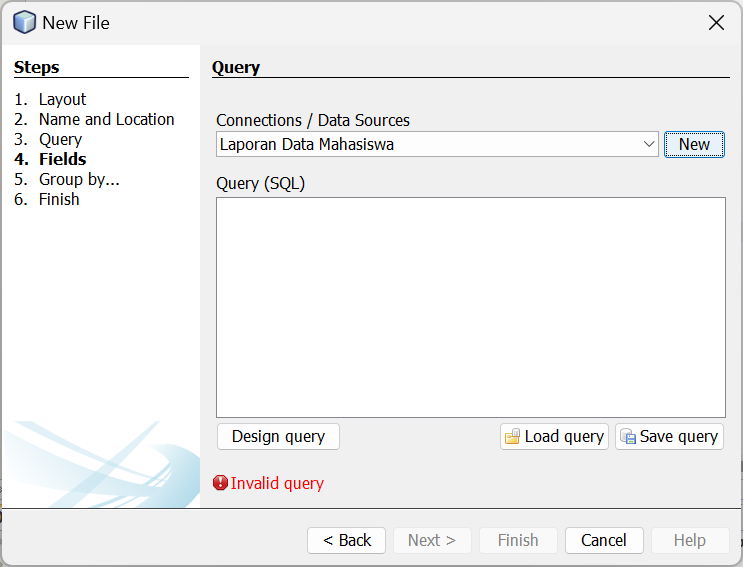 New File
Steps
1. Layout
2. Name and Location
3. Query
4. Fields
5. Group by...
6. Finish
Query
Connections / Data Sources
Laporan Data Mahasiswa
New
Query (SQL)
Design query
Load query
Save query
Invalid query
< Back
Next >
Finish
Cancel
Help